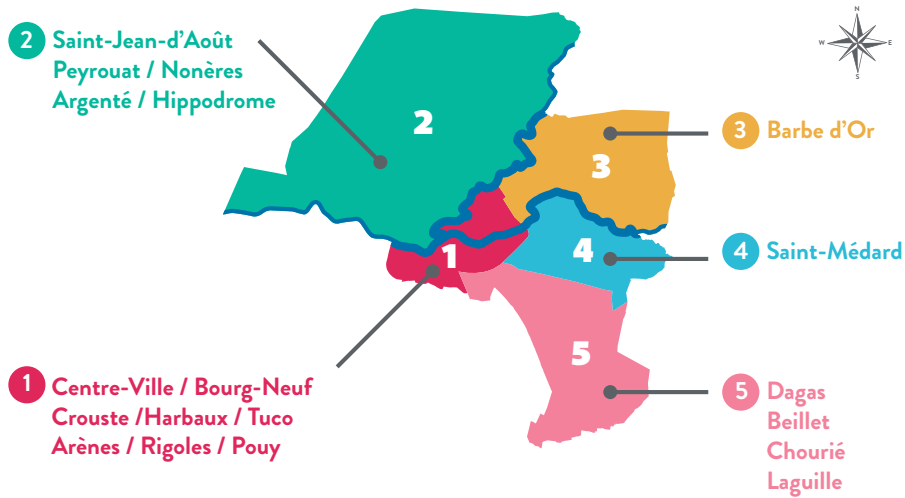 2 Saint-Jean-d'Août
Peyrouat / Nonères
Argenté / Hippodrome
N
W E
S
2
3
3 Barbe d'Or
1
4
4 Saint-Médard
5
1 Centre-Ville / Bourg-Neuf
Crouste /Harbaux / Tuco
Arènes / Rigoles / Pouy
5 Dagas
Beillet
Chourié
Laguille